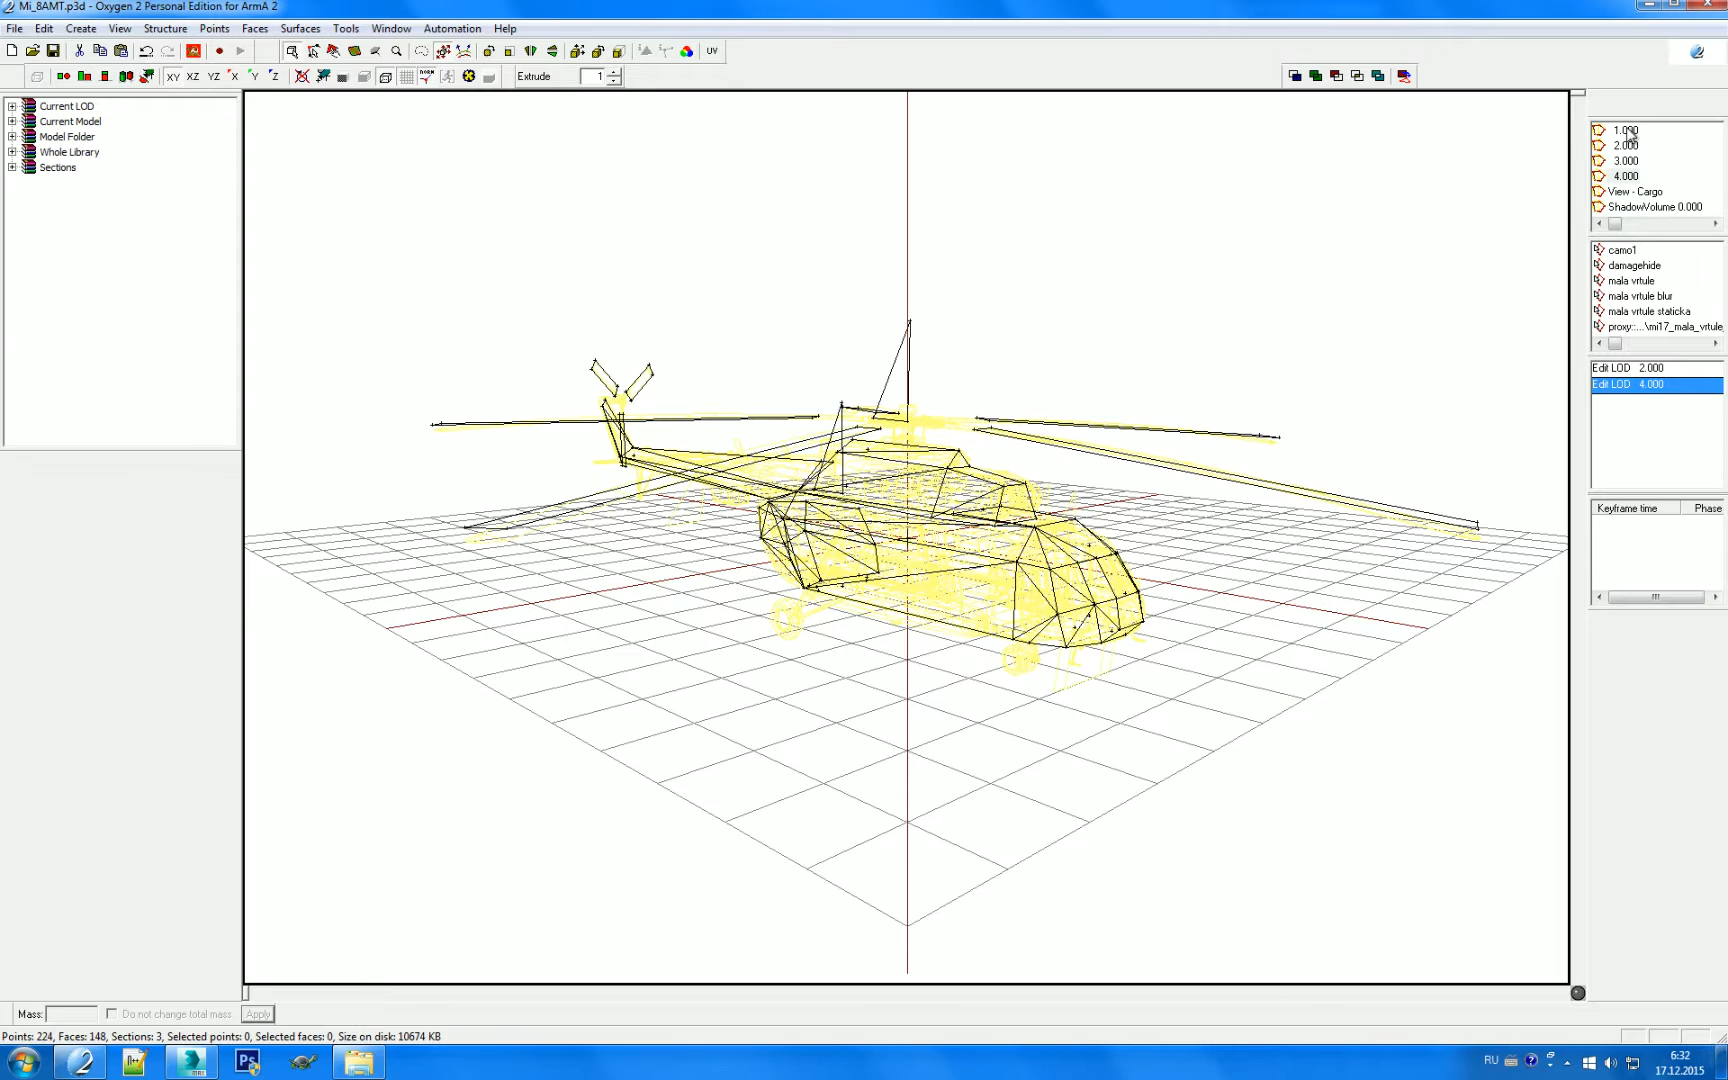 Mi_8AMT.p3d - Oxygen 2 Personal Edition for ArmA 2
File Edit Create View Structure Points Faces Surfaces Tools Window Automation Help
UV
XY XZ YZ X Y Z
Extrude 1
Current LOD
Current Model
Model Folder
Whole Library
Sections
1.000
2.000
3.000
4.000
View - Cargo
ShadowVolume 0.000
camo1
damagehide
mala vrtule
mala vrtule blur
mala vrtule staticka
proxy:...\mi17_mala_vrtule
Edit LOD 2.000
Edit LOD 4.000
Keyframe time Phase
Mass: Do not change total mass Apply
Points: 224, Faces: 148, Sections: 3, Selected points: 0, Selected faces: 0, Size on disk: 10674 KB
Ps
RU
6:32
17.12.2015